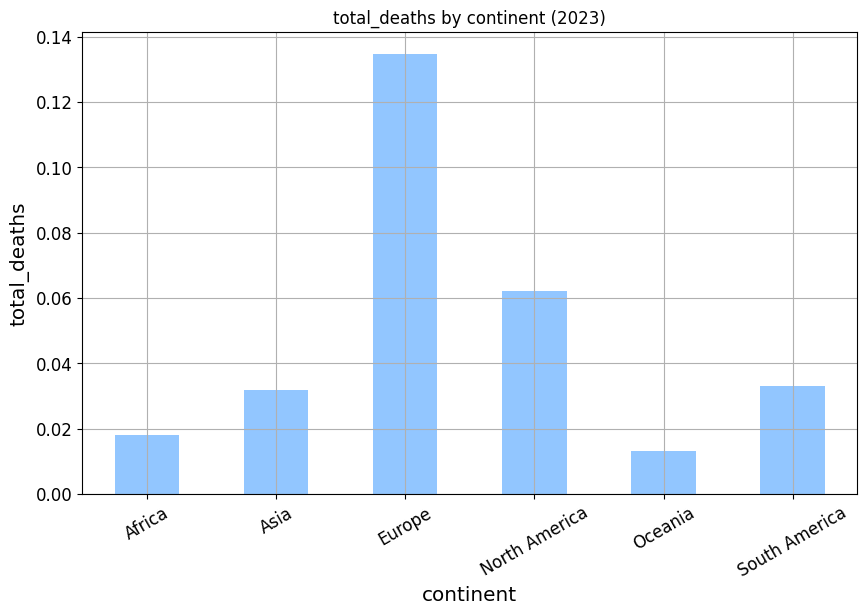 total_deaths by continent (2023)
total_deaths
0.14
0.12
0.10
0.08
0.06
0.04
0.02
0.00
Africa
Asia
Europe
North America
Oceania
South America
continent